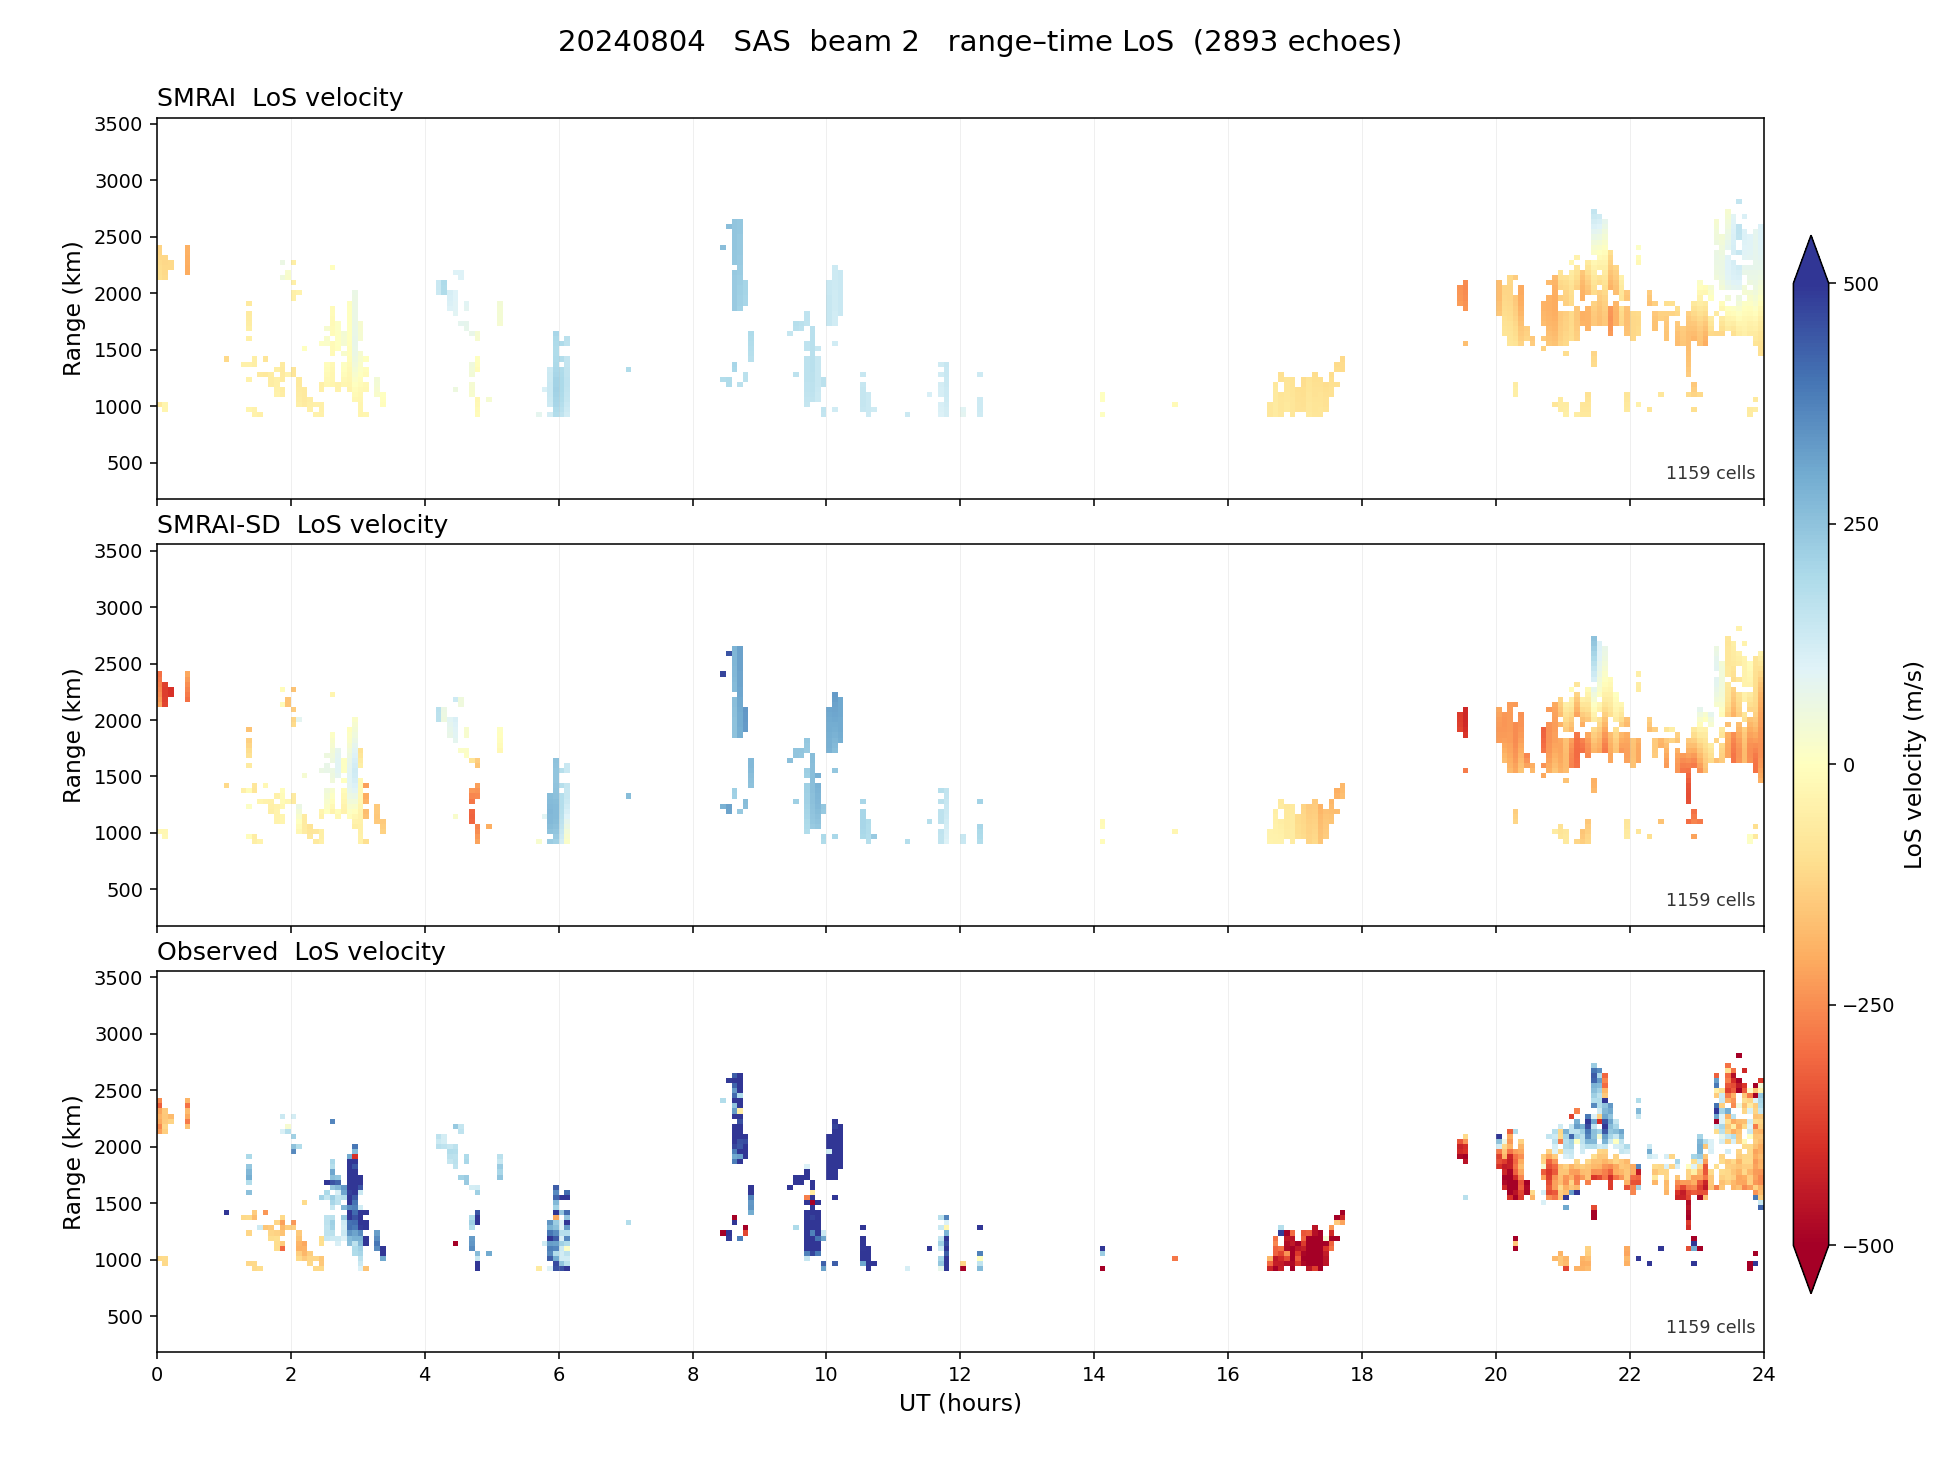 20240804 SAS beam 2 range–time LoS (2893 echoes)
SMRAI LoS velocity
3500
3000
2500
2000
1500
1000
500
Range (km)
1159 cells
SMRAI-SD LoS velocity
3500
3000
2500
2000
1500
1000
500
Range (km)
1159 cells
Observed LoS velocity
3500
3000
2500
2000
1500
1000
500
Range (km)
1159 cells
0 2 4 6 8 10 12 14 16 18 20 22 24
UT (hours)
500
250
0
−250
−500
LoS velocity (m/s)